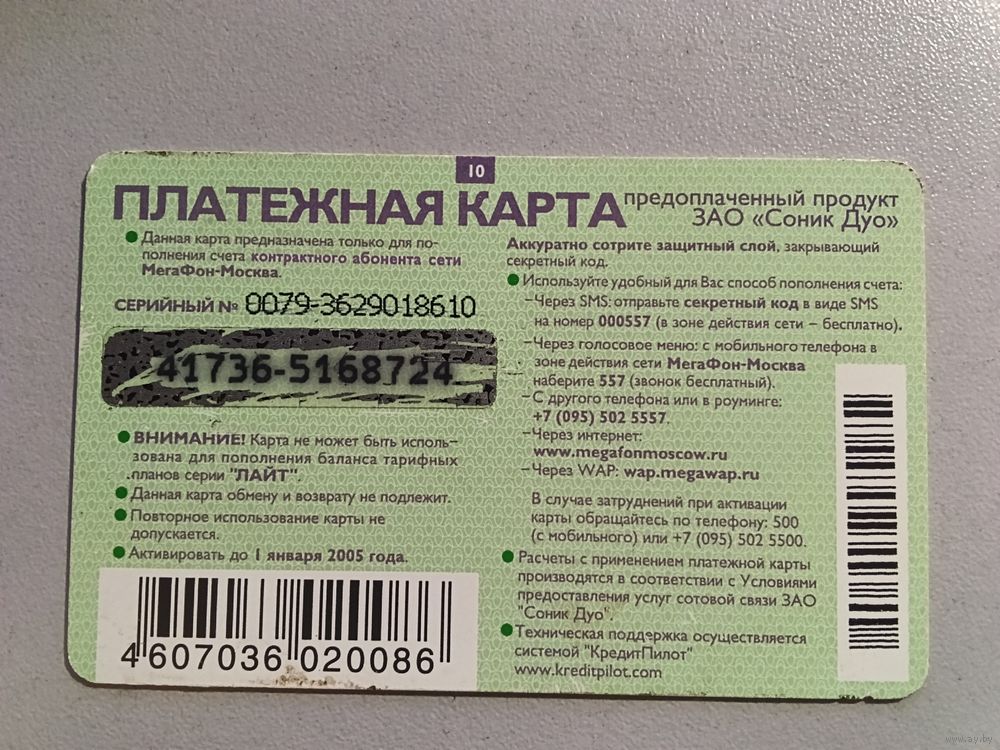 10
ПЛАТЕЖНАЯ КАРТА
предоплаченный продукт
ЗАО «Соник Дуо»
Данная карта предназначена только для по-
полнения счета контрактного абонента сети
МегаФон-Москва.
СЕРИЙНЫЙ № 0079-3629018610
41736-5168724
ВНИМАНИЕ! Карта не может быть исполь-
зована для пополнения баланса тарифных
планов серии "ЛАЙТ".
Данная карта обмену и возврату не подлежит.
Повторное использование карты не
допускается.
Активировать до 1 января 2005 года.
4 607036 020086
Аккуратно сотрите защитный слой, закрывающий
секретный код.
Используйте удобный для Вас способ пополнения счета:
–Через SMS: отправьте секретный код в виде SMS
на номер 000557 (в зоне действия сети – бесплатно).
–Через голосовое меню: с мобильного телефона в
зоне действия сети МегаФон-Москва
наберите 557 (звонок бесплатный).
–С другого телефона или в роуминге:
+7 (095) 502 5557.
–Через интернет:
www.megafonmoscow.ru
–Через WAP: wap.megawap.ru
В случае затруднений при активации
карты обращайтесь по телефону: 500
(с мобильного) или +7 (095) 502 5500.
Расчеты с применением платежной карты
производятся в соответствии с Условиями
предоставления услуг сотовой связи ЗАО
"Соник Дуо".
Техническая поддержка осуществляется
системой "КредитПилот"
www.kreditpilot.com
www.ay.by